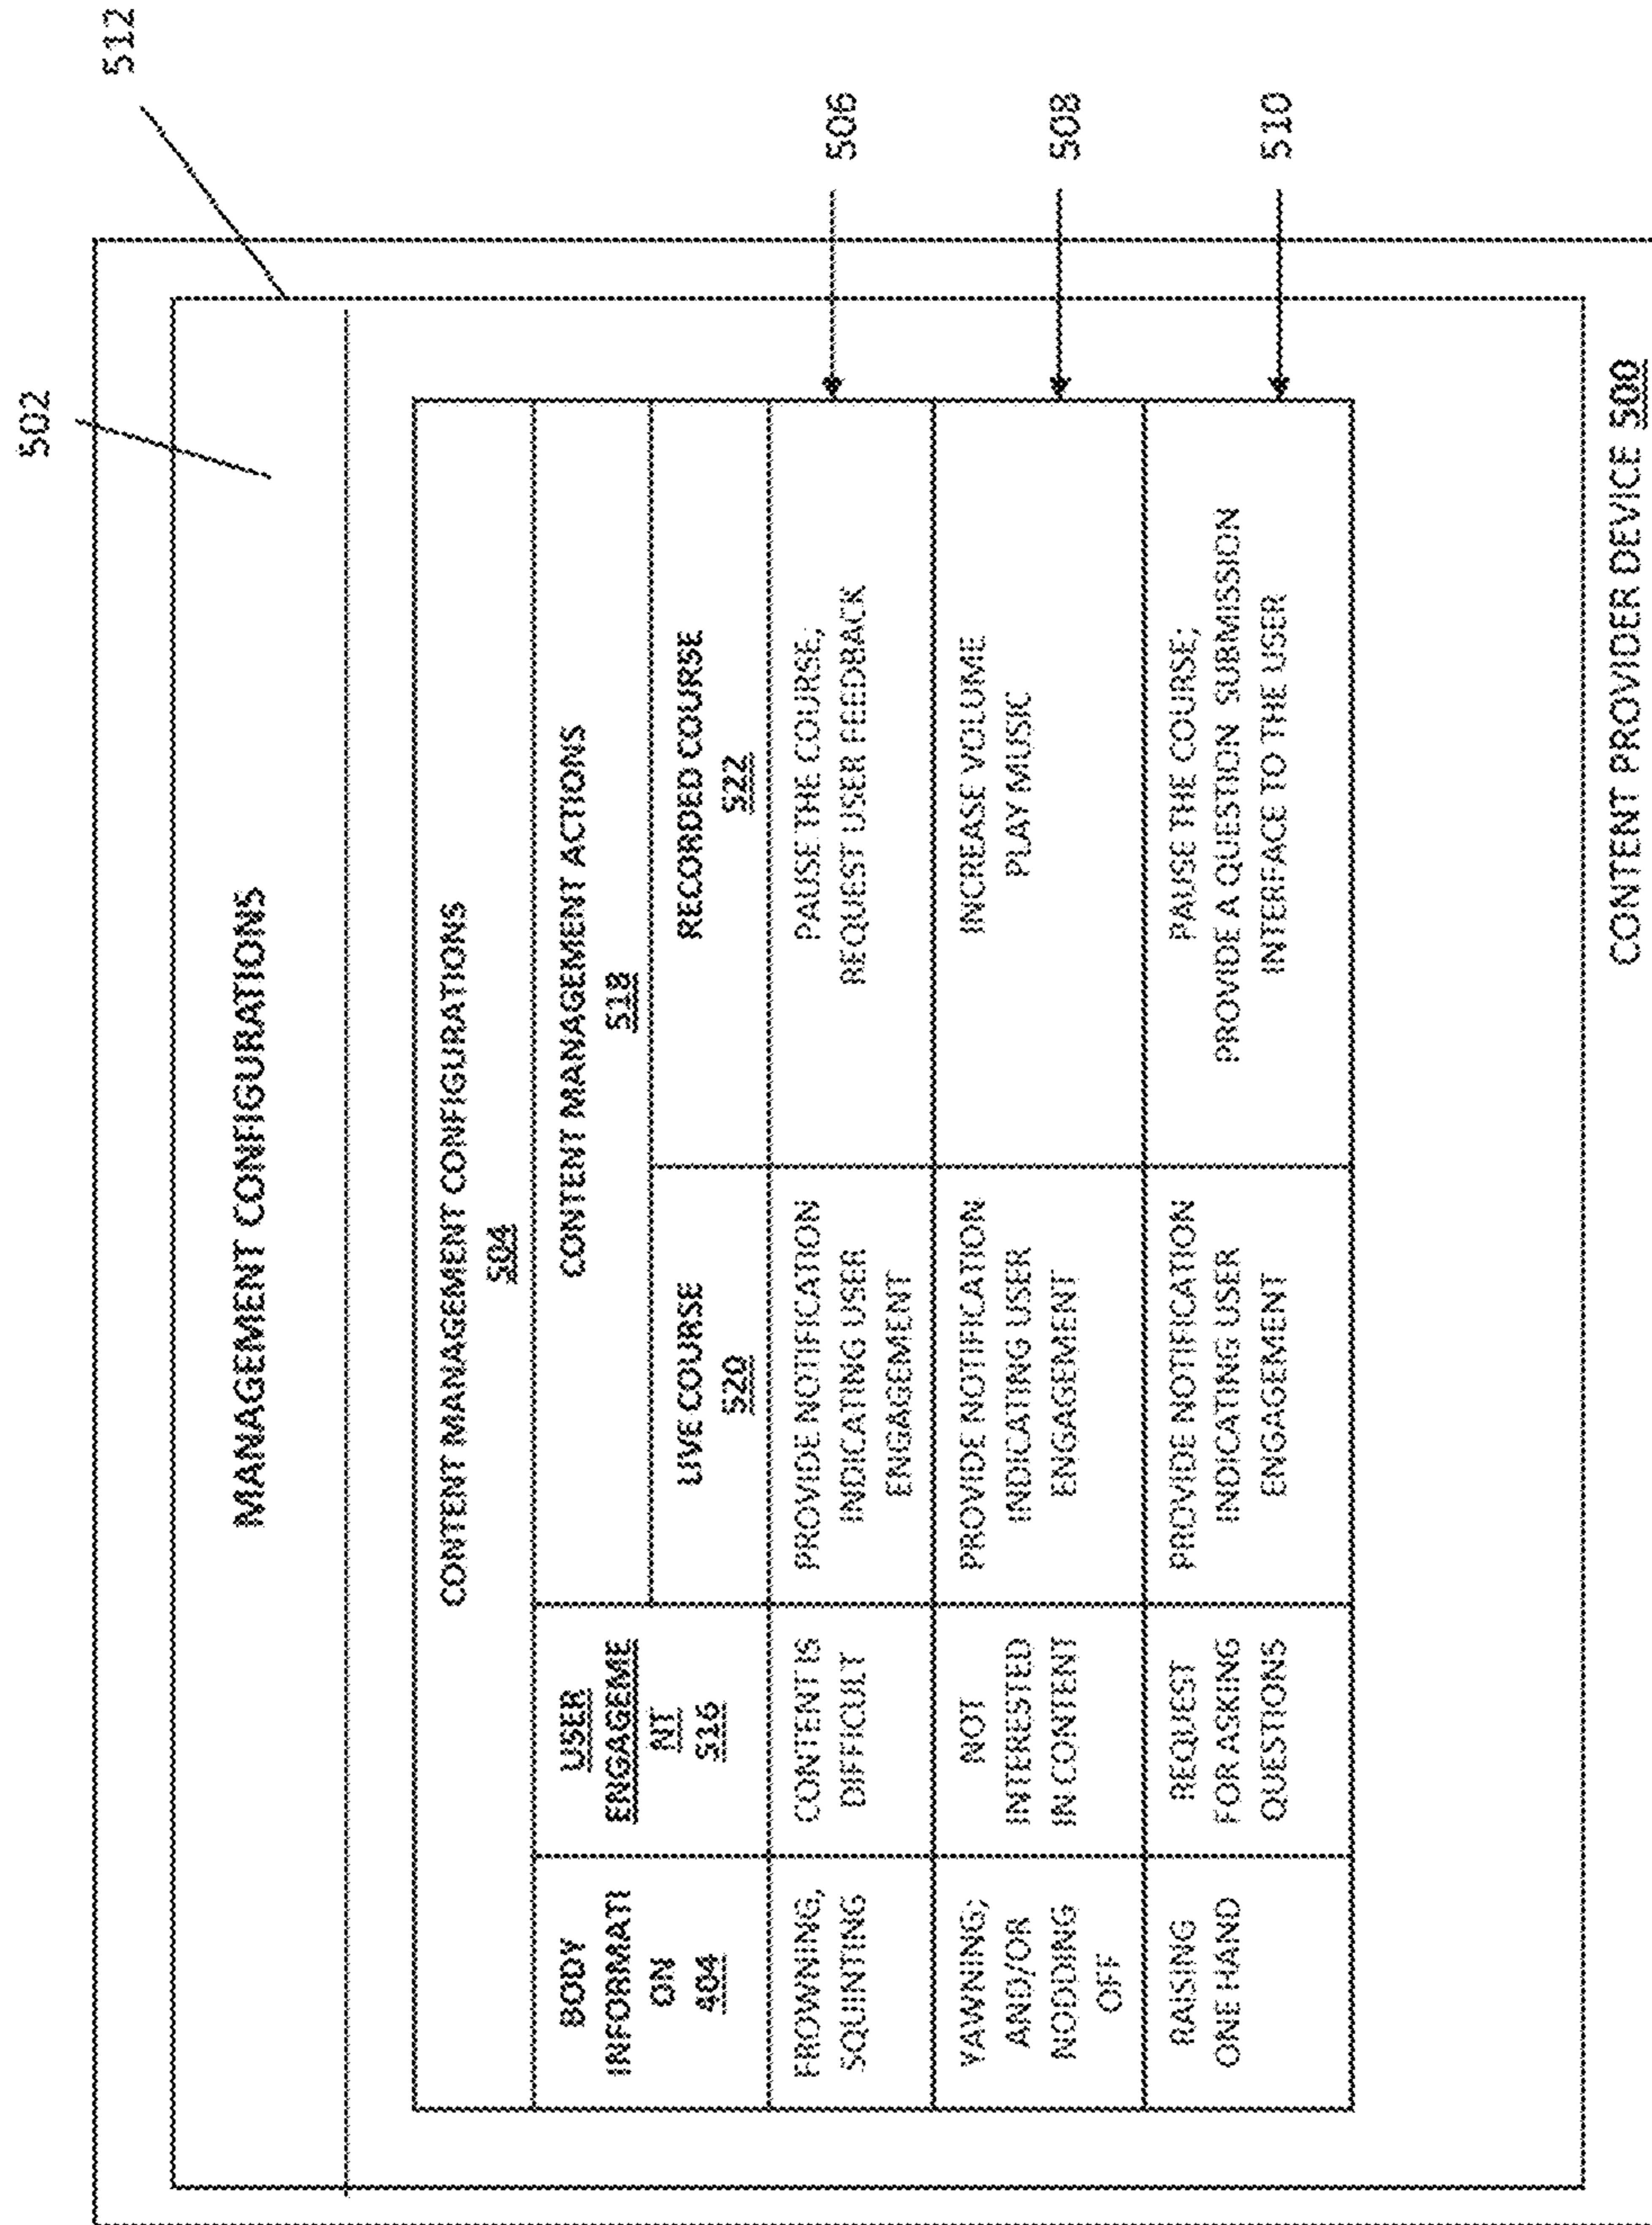 502
512
MANAGEMENT CONFIGURATIONS
CONTENT MANAGEMENT CONFIGURATIONS
504
BODY
INFORMATI
ON
404
USER
ENGAGEME
NT
516
CONTENT MANAGEMENT ACTIONS
518
LIVE COURSE
520
RECORDED COURSE
522
FROWNING,
SQUINTING
CONTENT IS
DIFFICULT
PROVIDE NOTIFICATION
INDICATING USER
ENGAGEMENT
PAUSE THE COURSE;
REQUEST USER FEEDBACK
506
YAWNING;
AND/OR
NODDING
OFF
NOT
INTERESTED
IN CONTENT
PROVIDE NOTIFICATION
INDICATING USER
ENGAGEMENT
INCREASE VOLUME
PLAY MUSIC
508
RAISING
ONE HAND
REQUEST
FOR ASKING
QUESTIONS
PROVIDE NOTIFICATION
INDICATING USER
ENGAGEMENT
PAUSE THE COURSE;
PROVIDE A QUESTION SUBMISSION
INTERFACE TO THE USER
510
CONTENT PROVIDER DEVICE 500